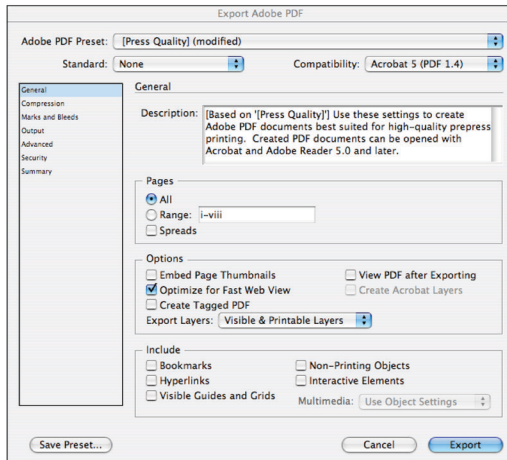 Export Adobe PDF
Adobe PDF Preset: [Press Quality] (modified)
Standard: None Compatibility: Acrobat 5 (PDF 1.4)
General
Compression
Marks and Bleeds
Output
Advanced
Security
Summary
General
Description: [Based on '[Press Quality]'] Use these settings to create
Adobe PDF documents best suited for high-quality prepress
printing. Created PDF documents can be opened with
Acrobat and Adobe Reader 5.0 and later.
Pages
All
Range: i-viii
Spreads
Options
Embed Page Thumbnails View PDF after Exporting
Optimize for Fast Web View Create Acrobat Layers
Create Tagged PDF
Export Layers: Visible & Printable Layers
Include
Bookmarks Non-Printing Objects
Hyperlinks Interactive Elements
Visible Guides and Grids Multimedia: Use Object Settings
Save Preset... Cancel Export